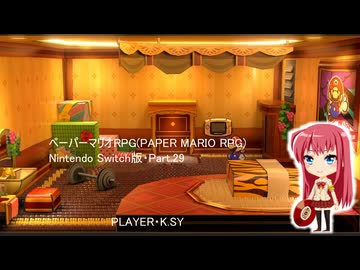 ペーパーマリオRPG(PAPER MARIO RPG)
Nintendo Switch版・Part.29
PLAYER・K.SY